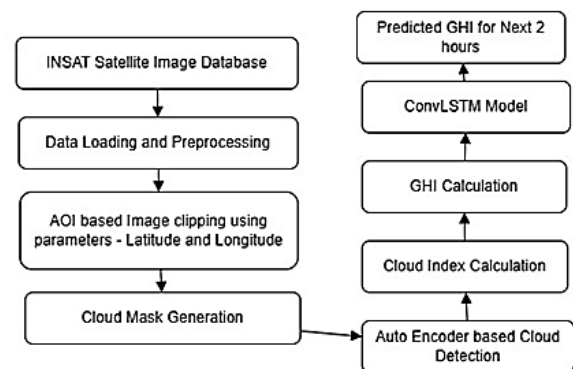 INSAT Satellite Image Database
Data Loading and Preprocessing
AOI based Image clipping using
parameters - Latitude and Longitude
Cloud Mask Generation
Auto Encoder based Cloud
Detection
Cloud Index Calculation
GHI Calculation
ConvLSTM Model
Predicted GHI for Next 2
hours